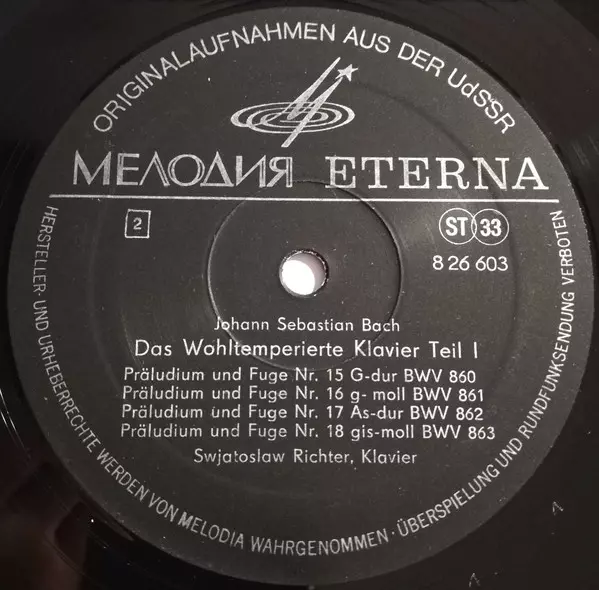 ORIGINALAUFNAHMEN AUS DER UdSSR
МЕЛОДИЯ ETERNA
2
ST 33
8 26 603
Johann Sebastian Bach
Das Wohltemperierte Klavier Teil I
Präludium und Fuge Nr. 15 G-dur BWV 860
Präludium und Fuge Nr. 16 g- moll BWV 861
Präludium und Fuge Nr. 17 As-dur BWV 862
Präludium und Fuge Nr. 18 gis-moll BWV 863
Swjatoslaw Richter, Klavier
HERSTELLER- UND URHEBERRECHTE WERDEN VON MELODIA WAHRGENOMMEN · ÜBERSPIELUNG UND RUNDFUNKSENDUNG VERBOTEN